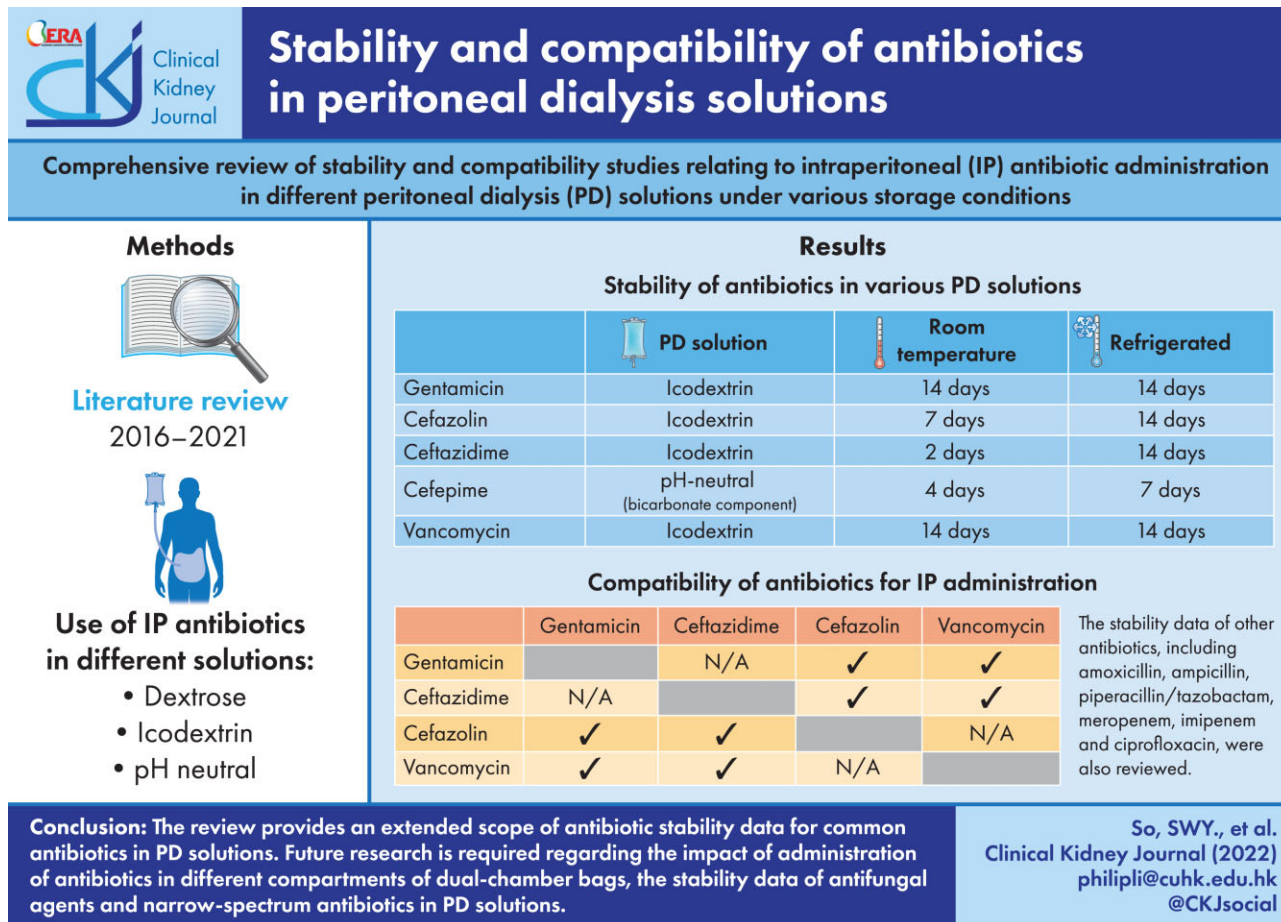 ERA
CKJ
Clinical
Kidney
Journal
Stability and compatibility of antibiotics
in peritoneal dialysis solutions
Comprehensive review of stability and compatibility studies relating to intraperitoneal (IP) antibiotic administration
in different peritoneal dialysis (PD) solutions under various storage conditions
Methods
Literature review
2016–2021
Use of IP antibiotics
in different solutions:
• Dextrose
• Icodextrin
• pH neutral
Results
Stability of antibiotics in various PD solutions
PD solution Room temperature Refrigerated
Gentamicin Icodextrin 14 days 14 days
Cefazolin Icodextrin 7 days 14 days
Ceftazidime Icodextrin 2 days 14 days
Cefepime pH-neutral (bicarbonate component) 4 days 7 days
Vancomycin Icodextrin 14 days 14 days
Compatibility of antibiotics for IP administration
Gentamicin Ceftazidime Cefazolin Vancomycin
Gentamicin N/A ✓ ✓
Ceftazidime N/A ✓ ✓
Cefazolin ✓ ✓ N/A
Vancomycin ✓ ✓ N/A
The stability data of other
antibiotics, including
amoxicillin, ampicillin,
piperacillin/tazobactam,
meropenem, imipenem
and ciprofloxacin, were
also reviewed.
Conclusion: The review provides an extended scope of antibiotic stability data for common
antibiotics in PD solutions. Future research is required regarding the impact of administration
of antibiotics in different compartments of dual-chamber bags, the stability data of antifungal
agents and narrow-spectrum antibiotics in PD solutions.
So, SWY., et al.
Clinical Kidney Journal (2022)
philipli@cuhk.edu.hk
@CKJsocial